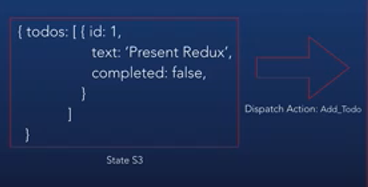 { todos: [ { id: 1,
text: ‘Present Redux’,
completed: false,
}
]
}
Dispatch Action: Add_Todo
State S3